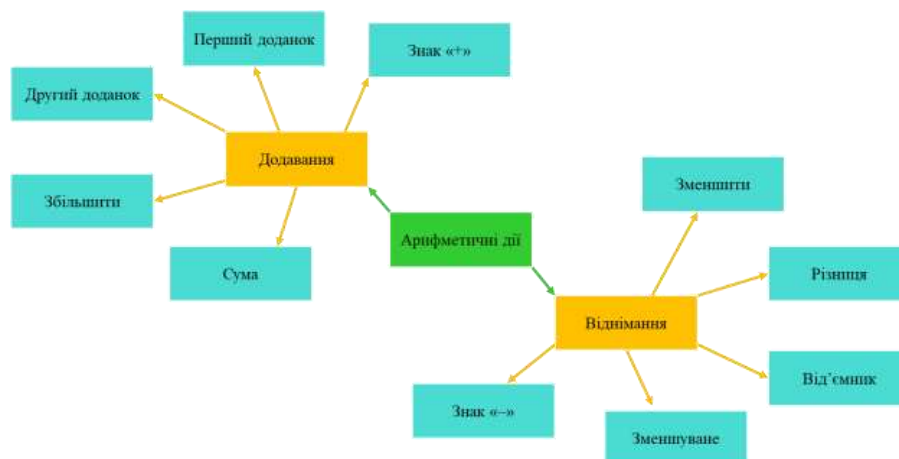 Перший доданок
Знак «+»
Другий доданок
Додавання
Збільшити
Зменшити
Арифметичні дії
Сума
Різниця
Віднімання
Від’ємник
Знак «–»
Зменшуване